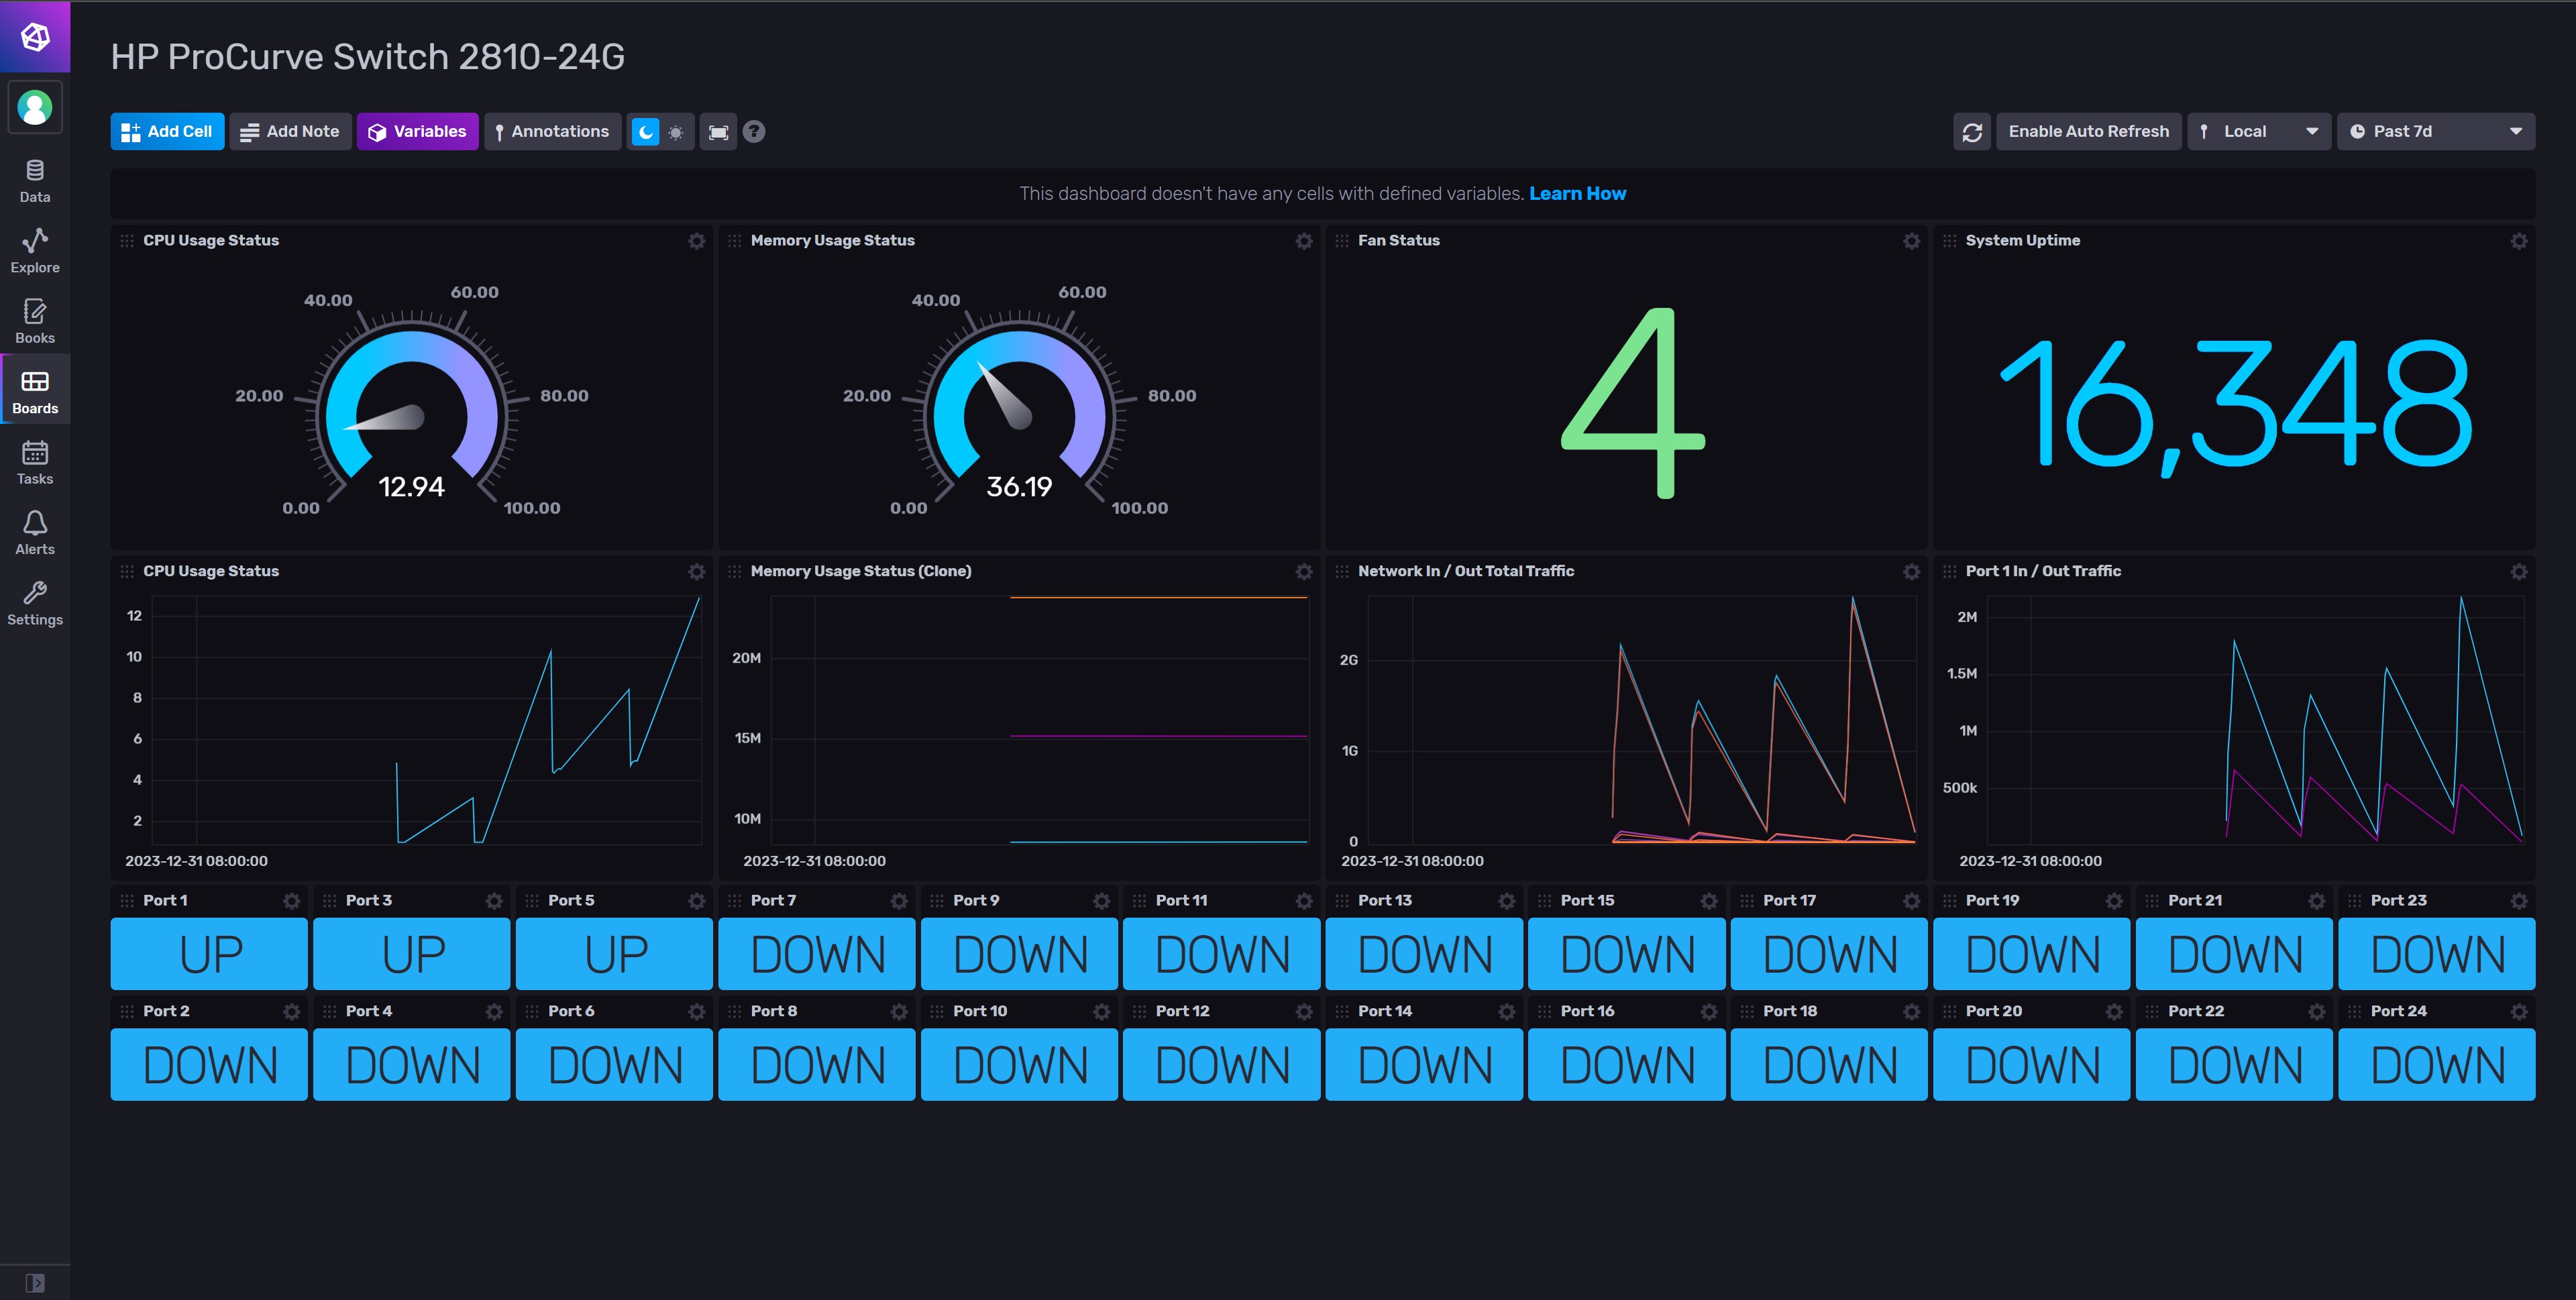 HP ProCurve Switch 2810-24G
Add Cell
Add Note
Variables
Annotations
?
Enable Auto Refresh
Local
Past 7d
Data
Explore
Books
Boards
Tasks
Alerts
Settings
This dashboard doesn't have any cells with defined variables. Learn How
CPU Usage Status
0.00
20.00
40.00
60.00
80.00
100.00
12.94
Memory Usage Status
0.00
20.00
40.00
60.00
80.00
100.00
36.19
Fan Status
4
System Uptime
16,348
CPU Usage Status
12
10
8
6
4
2
2023-12-31 08:00:00
Memory Usage Status (Clone)
20M
15M
10M
2023-12-31 08:00:00
Network In / Out Total Traffic
2G
1G
0
2023-12-31 08:00:00
Port 1 In / Out Traffic
2M
1.5M
1M
500k
2023-12-31 08:00:00
Port 1
UP
Port 3
UP
Port 5
UP
Port 7
DOWN
Port 9
DOWN
Port 11
DOWN
Port 13
DOWN
Port 15
DOWN
Port 17
DOWN
Port 19
DOWN
Port 21
DOWN
Port 23
DOWN
Port 2
DOWN
Port 4
DOWN
Port 6
DOWN
Port 8
DOWN
Port 10
DOWN
Port 12
DOWN
Port 14
DOWN
Port 16
DOWN
Port 18
DOWN
Port 20
DOWN
Port 22
DOWN
Port 24
DOWN